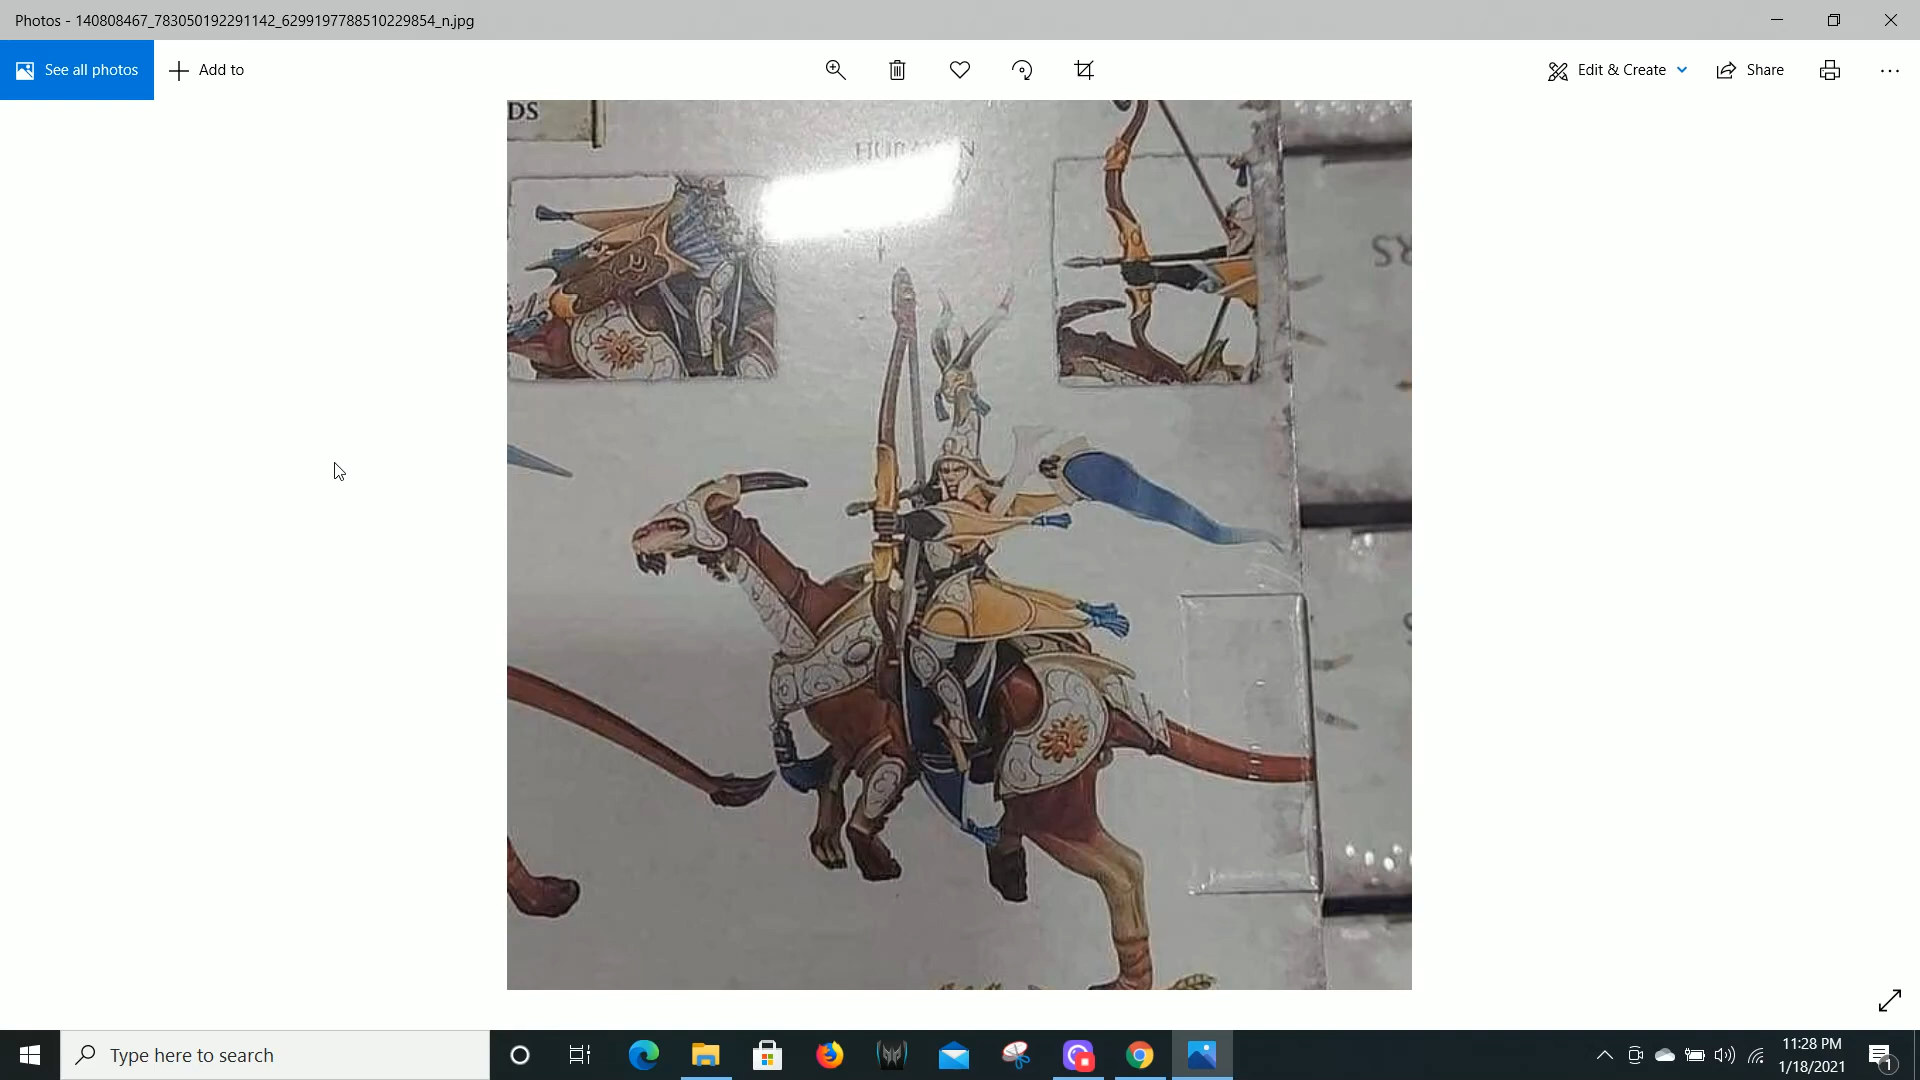 Photos - 140808467_783050192291142_6299197788510229854_n.jpg
See all photos
Add to
Edit & Create
Share
DS
Type here to search
11:28 PM
1/18/2021
1